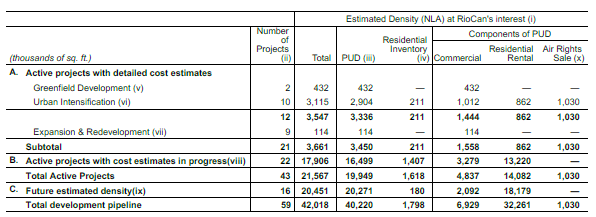 Estimated Density (NLA) at RioCan's interest (i)
Number of Projects (ii) Residential Inventory (iv) Components of PUD
(thousands of sq. ft.) Total PUD (iii) Commercial Residential Rental Air Rights Sale (x)
A. Active projects with detailed cost estimates
Greenfield Development (v) 2 432 432 — 432 — —
Urban Intensification (vi) 10 3,115 2,904 211 1,012 862 1,030
12 3,547 3,336 211 1,444 862 1,030
Expansion & Redevelopment (vii) 9 114 114 — 114 — —
Subtotal 21 3,661 3,450 211 1,558 862 1,030
B. Active projects with cost estimates in progress(viii) 22 17,906 16,499 1,407 3,279 13,220 —
Total Active Projects 43 21,567 19,949 1,618 4,837 14,082 1,030
C. Future estimated density(ix) 16 20,451 20,271 180 2,092 18,179 —
Total development pipeline 59 42,018 40,220 1,798 6,929 32,261 1,030